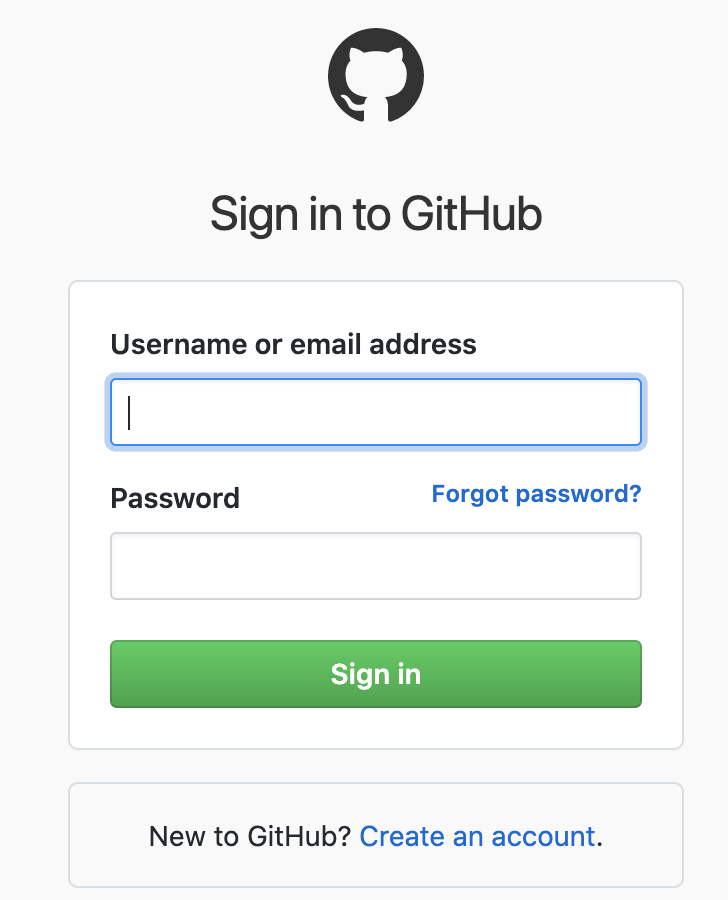 Sign in to GitHub
Username or email address
Password
Forgot password?
Sign in
New to GitHub? Create an account.